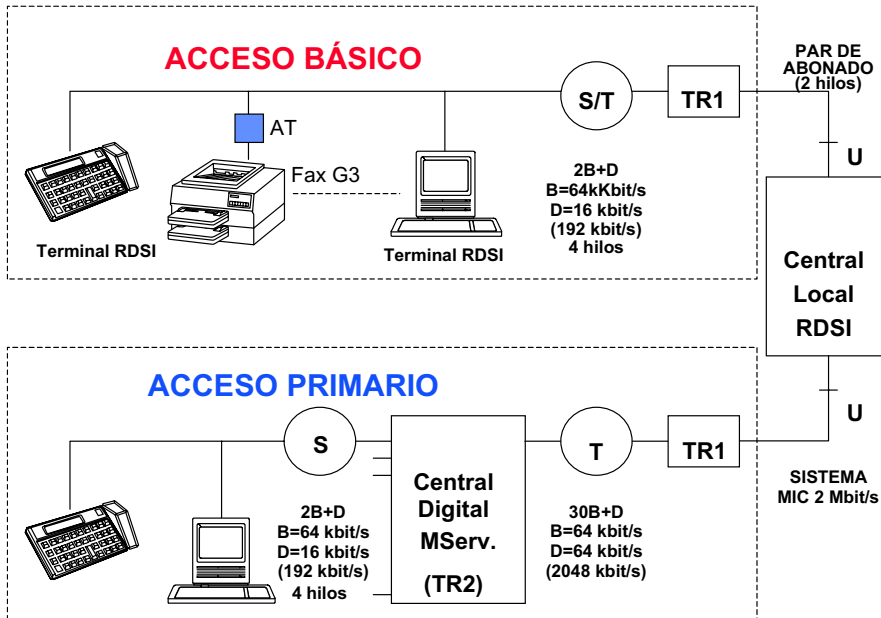 ACCESO BÁSICO
PAR DE
ABONADO
(2 hilos)
S/T
TR1
AT
U
Fax G3
2B+D
B=64kKbit/s
D=16 kbit/s
(192 kbit/s)
4 hilos
Terminal RDSI
Terminal RDSI
Central
Local
RDSI
ACCESO PRIMARIO
U
S
T
TR1
Central
Digital
MServ.
(TR2)
SISTEMA
MIC 2 Mbit/s
2B+D
B=64 kbit/s
D=16 kbit/s
(192 kbit/s)
4 hilos
30B+D
B=64 kbit/s
D=64 kbit/s
(2048 kbit/s)